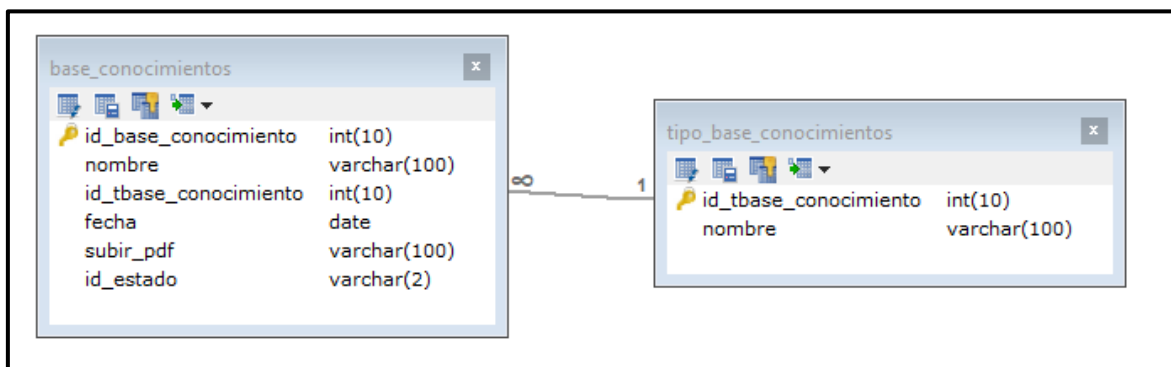 base_conocimientos x
id_base_conocimiento int(10)
nombre varchar(100)
id_tbase_conocimiento int(10)
fecha date
subir_pdf varchar(100)
id_estado varchar(2)
∞ 1
tipo_base_conocimientos x
id_tbase_conocimiento int(10)
nombre varchar(100)